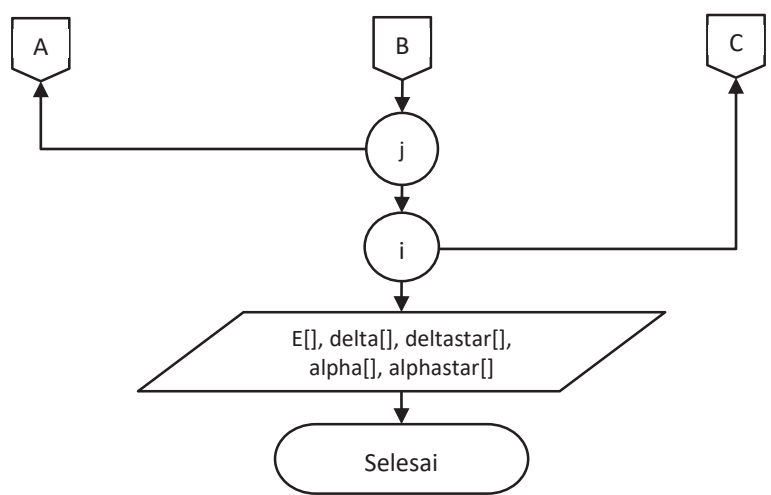 A
B
C
j
i
E[], delta[], deltastar[],
alpha[], alphastar[]
Selesai